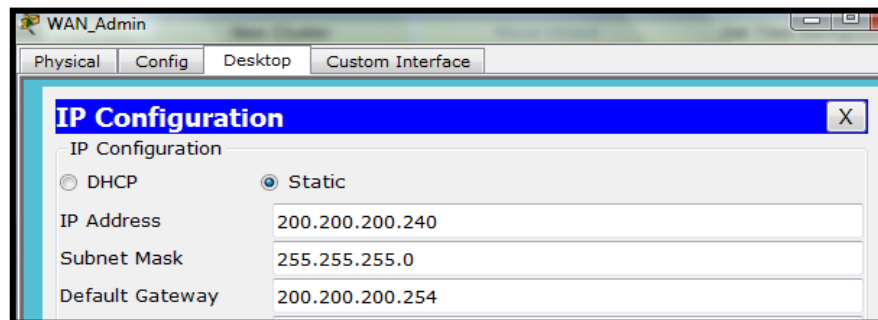 WAN_Admin
Physical Config Desktop Custom Interface
IP Configuration X
IP Configuration
DHCP Static
IP Address 200.200.200.240
Subnet Mask 255.255.255.0
Default Gateway 200.200.200.254